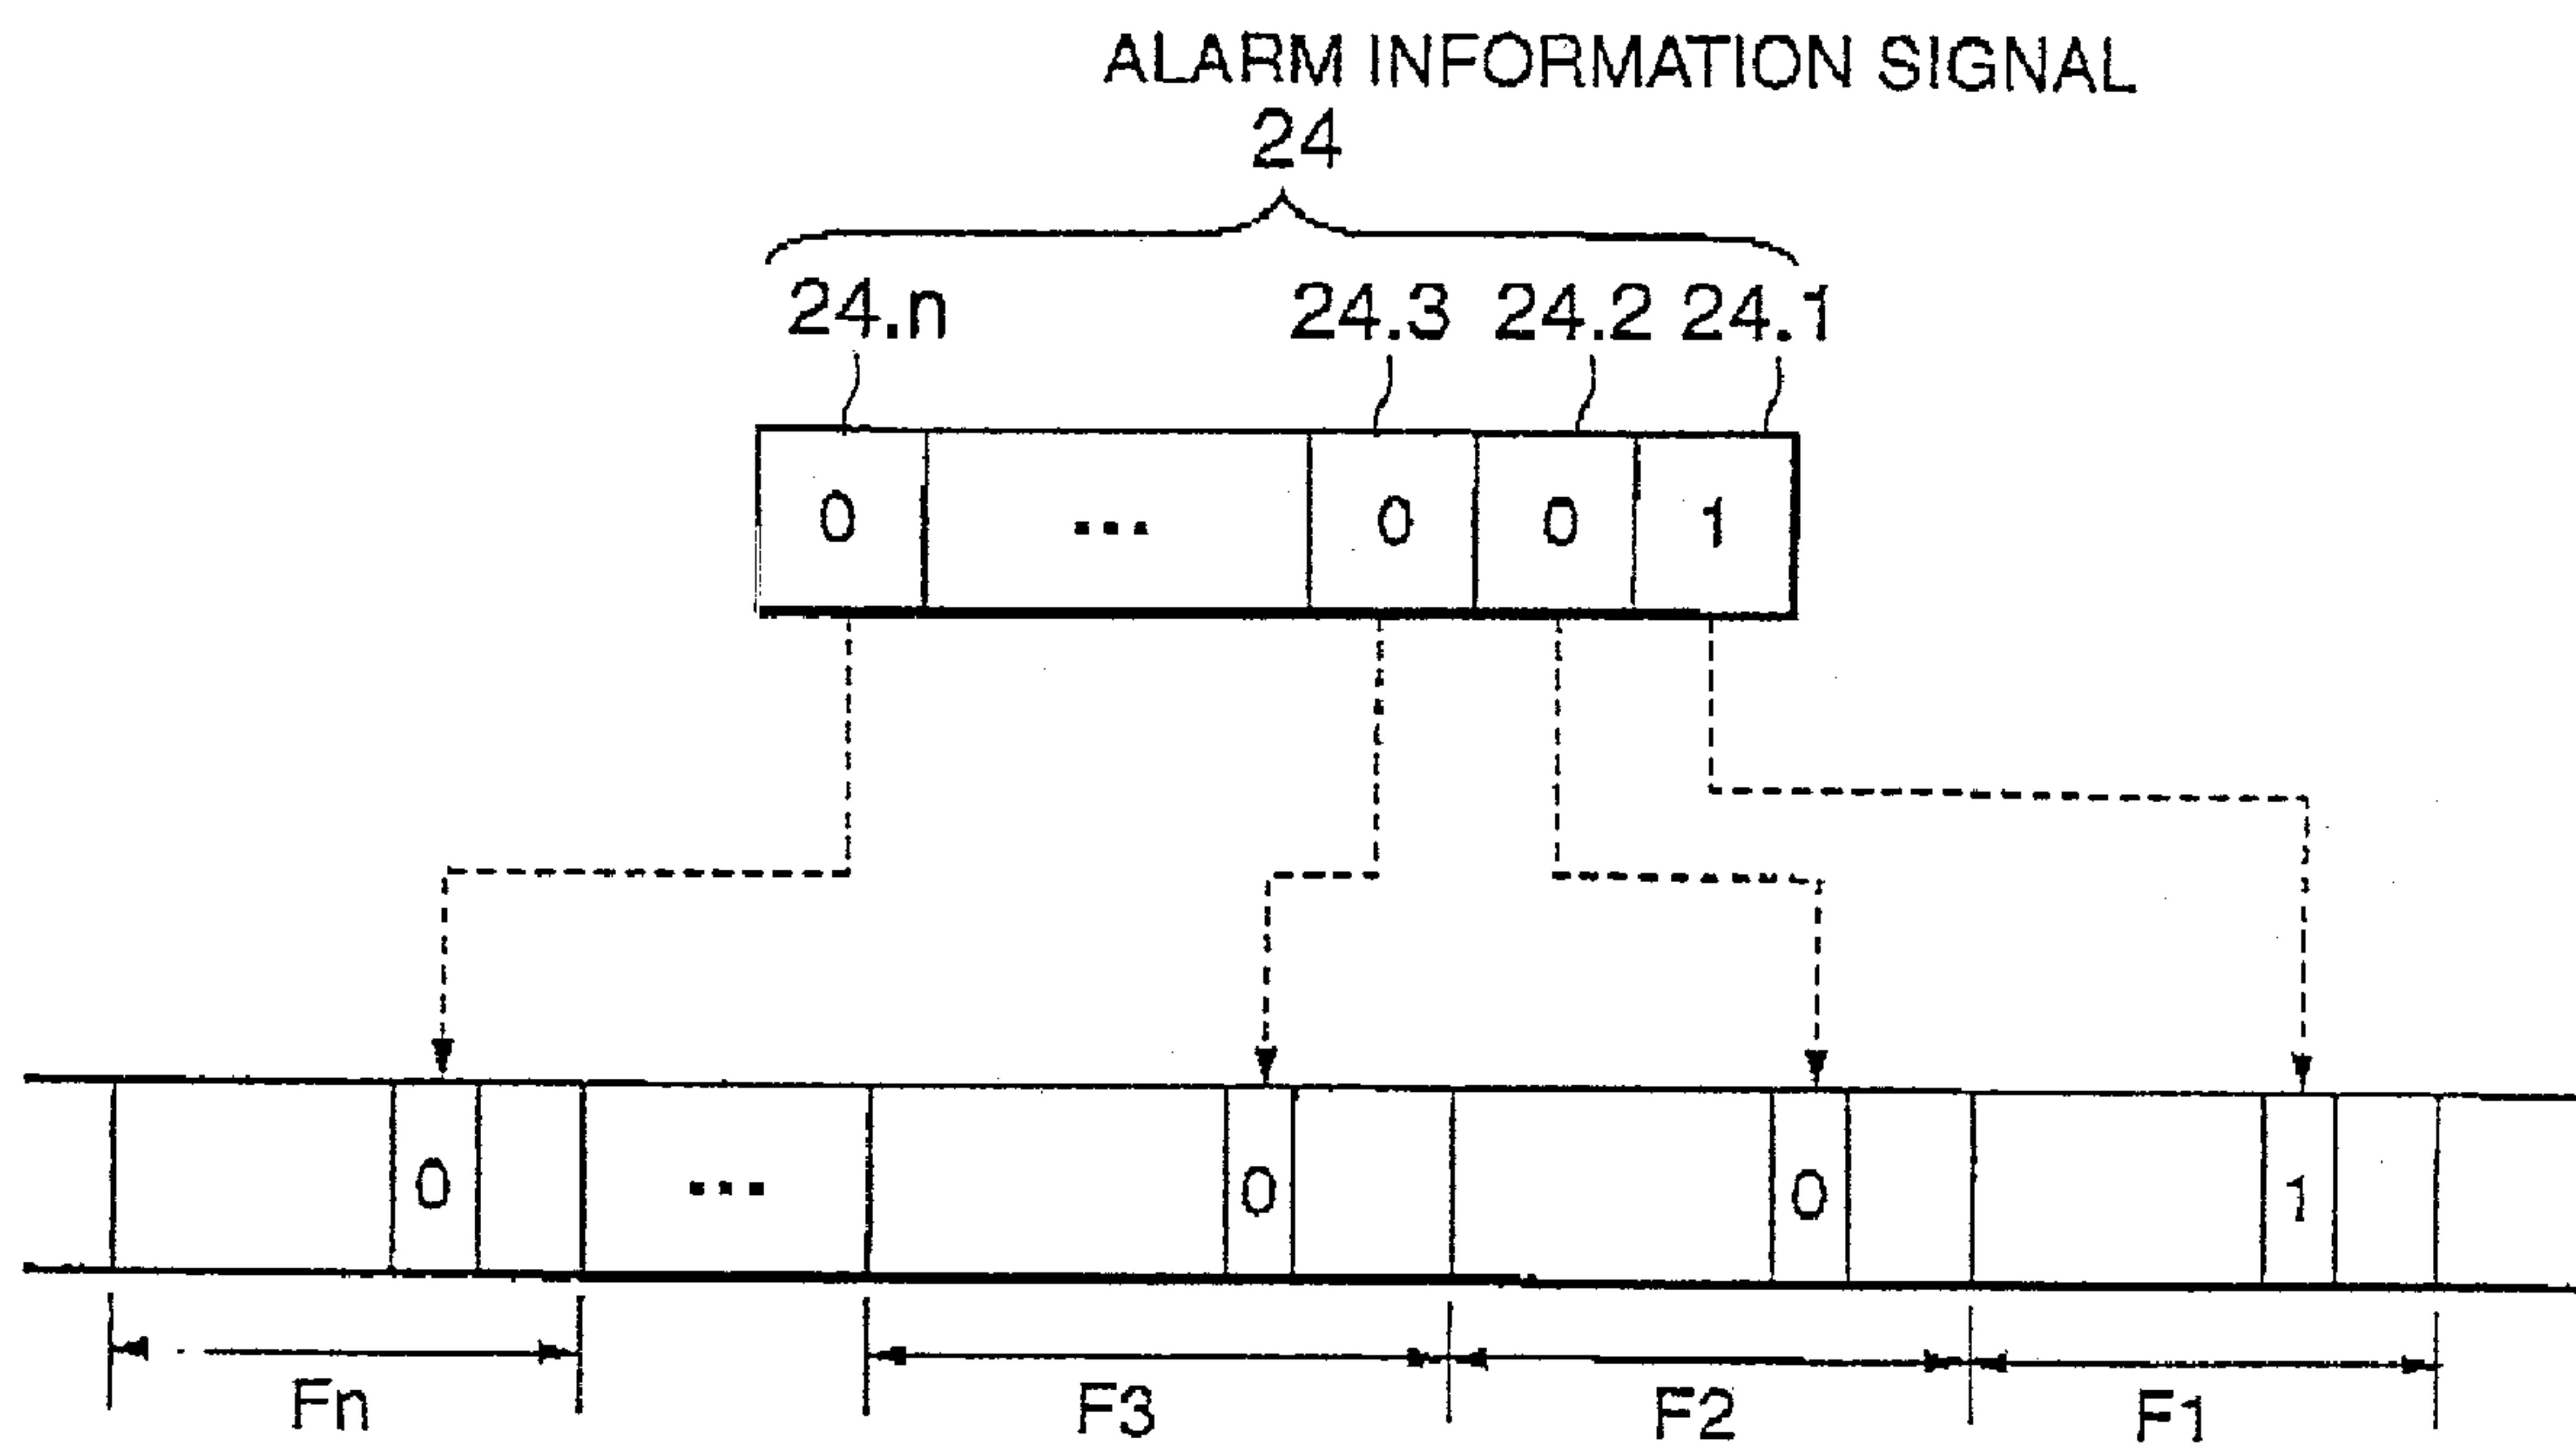 ALARM INFORMATION SIGNAL
24
24.n 24.3 24.2 24.1
0 ... 0 0 1
0 ... 0 0 1
Fn F3 F2 F1